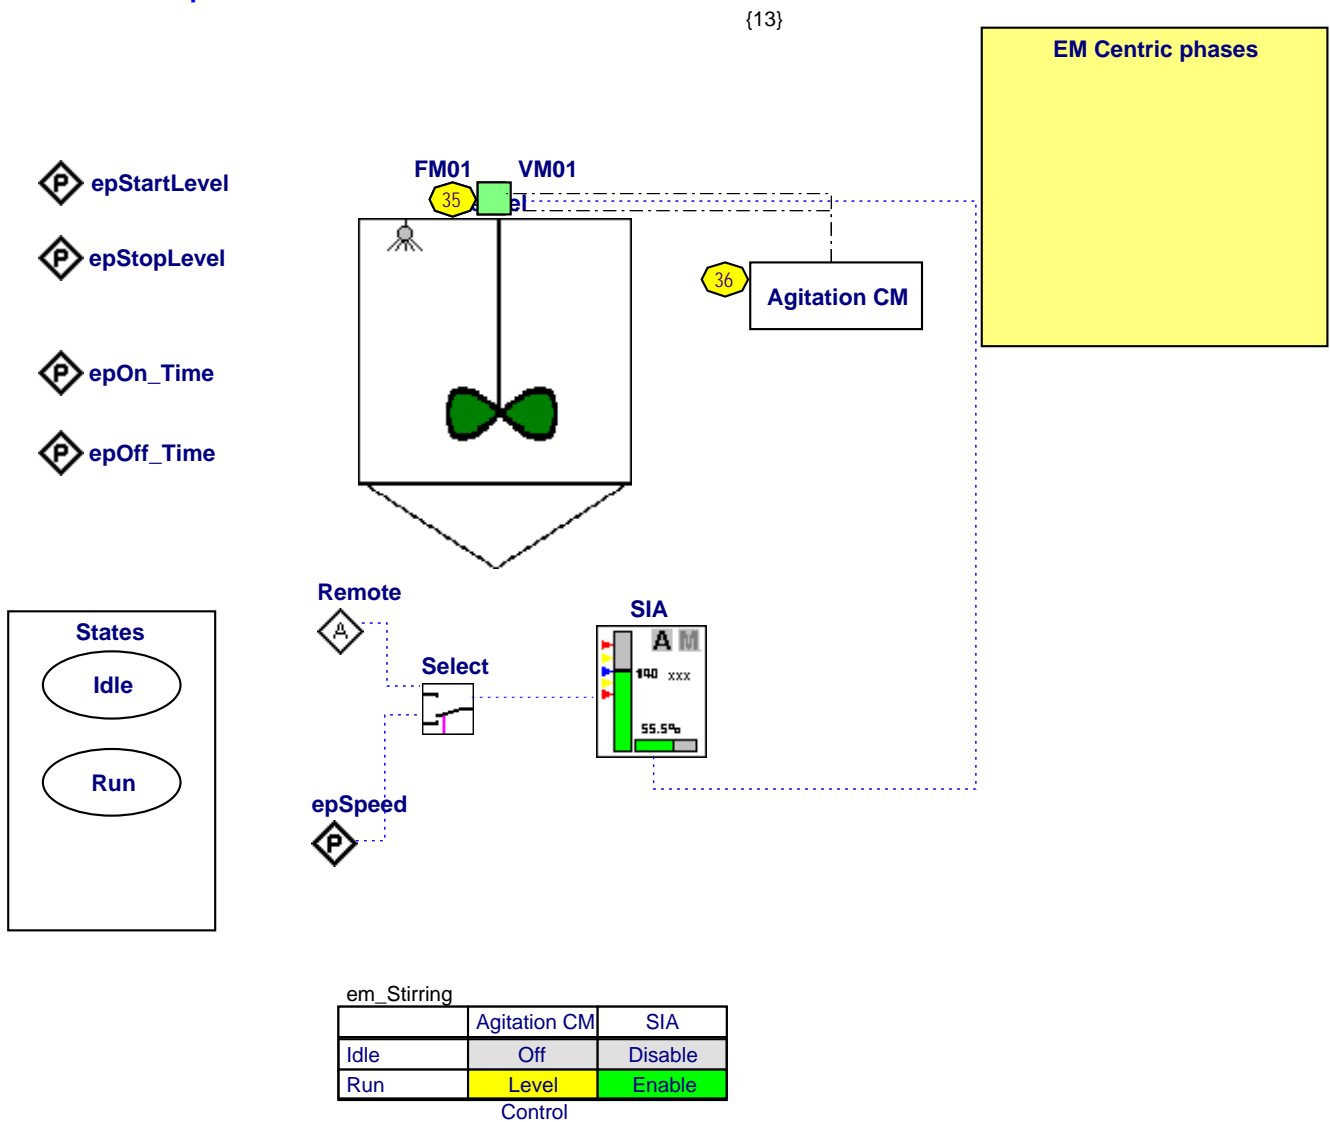 {13}
EM Centric phases
FM01 VM01
P epStartLevel
35
el
P epStopLevel
36
Agitation CM
P epOn_Time
P epOff_Time
Remote
A
SIA
A M
States
Idle
Select
140 xxx
55.5%
Run
epSpeed
P
em_Stirring
Agitation CM SIA
Idle Off Disable
Run Level Enable
Control